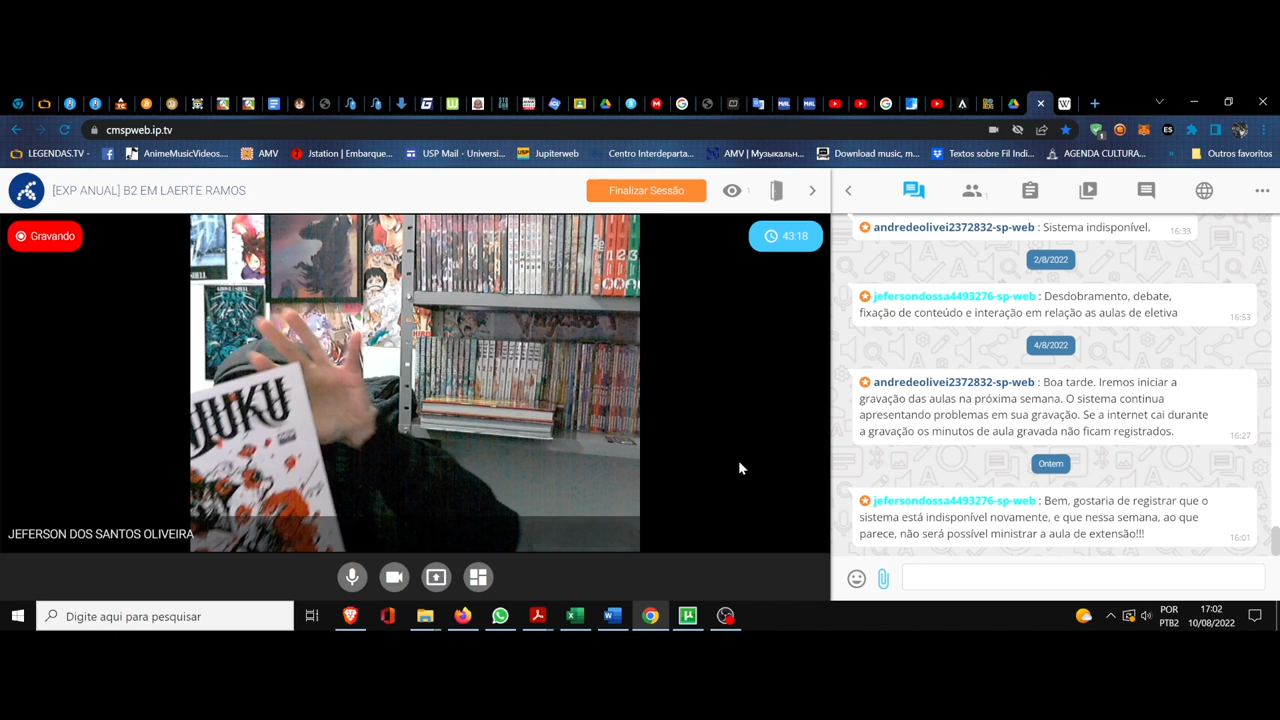 cmspweb.ip.tv
LEGENDAS.TV -
AnimeMusicVideos....
AMV
Jstation | Embarque...
USP Mail - Universi...
Jupiterweb
Centro Interdeparta...
AMV | Музыкальн...
Download music, m...
Textos sobre Fil Indi...
AGENDA CULTURA...
»
Outros favoritos
[EXP ANUAL] B2 EM LAERTE RAMOS
Finalizar Sessão
1
1
Gravando
43:18
UUKU
JEFERSON DOS SANTOS OLIVEIRA
andredeolivei2372832-sp-web : Sistema indisponível.
16:33
2/8/2022
jefersondossa4493276-sp-web : Desdobramento, debate,
fixação de conteúdo e interação em relação as aulas de eletiva
16:53
4/8/2022
andredeolivei2372832-sp-web : Boa tarde. Iremos iniciar a
gravação das aulas na próxima semana. O sistema continua
apresentando problemas em sua gravação. Se a internet cai durante
a gravação os minutos de aula gravada não ficam registrados.
16:27
Ontem
jefersondossa4493276-sp-web : Bem, gostaria de registrar que o
sistema está indisponível novamente, e que nessa semana, ao que
parece, não será possível ministrar a aula de extensão!!!
16:01
Digite aqui para pesquisar
POR
PTB2
17:02
10/08/2022